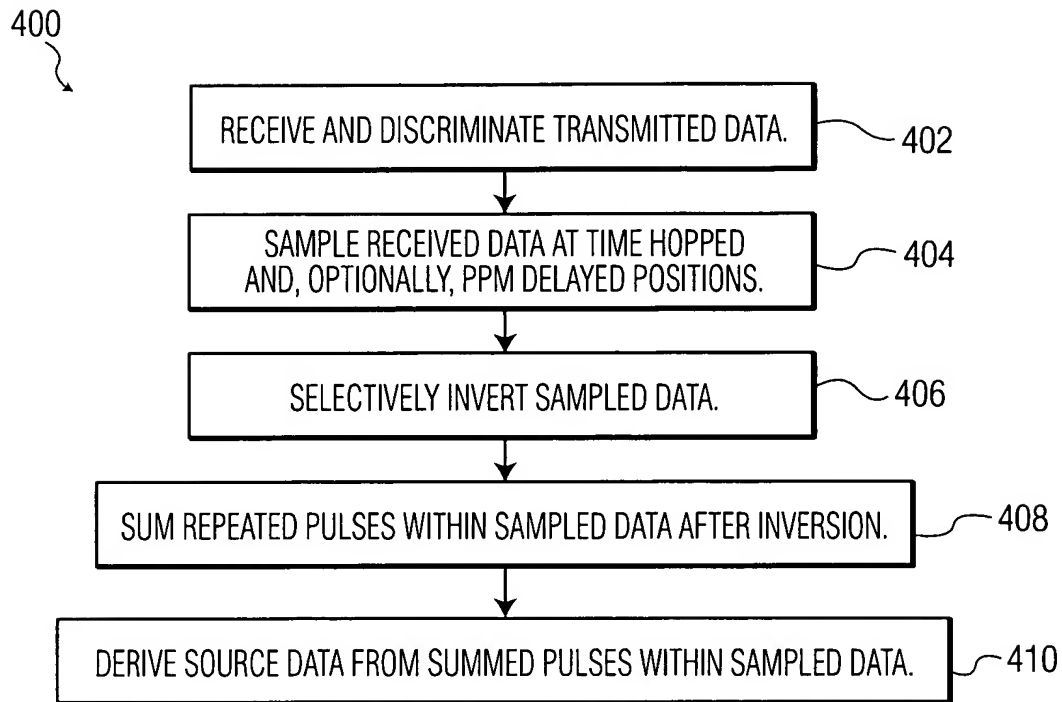 400
RECEIVE AND DISCRIMINATE TRANSMITTED DATA.
402
SAMPLE RECEIVED DATA AT TIME HOPPED
AND, OPTIONALLY, PPM DELAYED POSITIONS.
404
SELECTIVELY INVERT SAMPLED DATA.
406
SUM REPEATED PULSES WITHIN SAMPLED DATA AFTER INVERSION.
408
DERIVE SOURCE DATA FROM SUMMED PULSES WITHIN SAMPLED DATA.
410